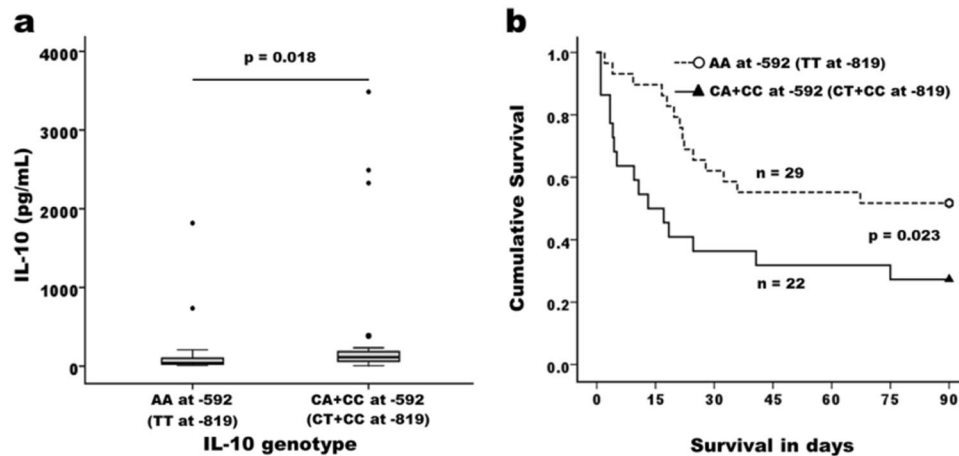 a
4000
3000
2000
1000
0
IL-10 (pg/mL)
p = 0.018
AA at -592
(TT at -819)
CA+CC at -592
(CT+CC at -819)
IL-10 genotype
b
1.0
0.8
0.6
0.4
0.2
0.0
Cumulative Survival
AA at -592 (TT at -819)
CA+CC at -592 (CT+CC at -819)
n = 29
p = 0.023
n = 22
0 15 30 45 60 75 90
Survival in days